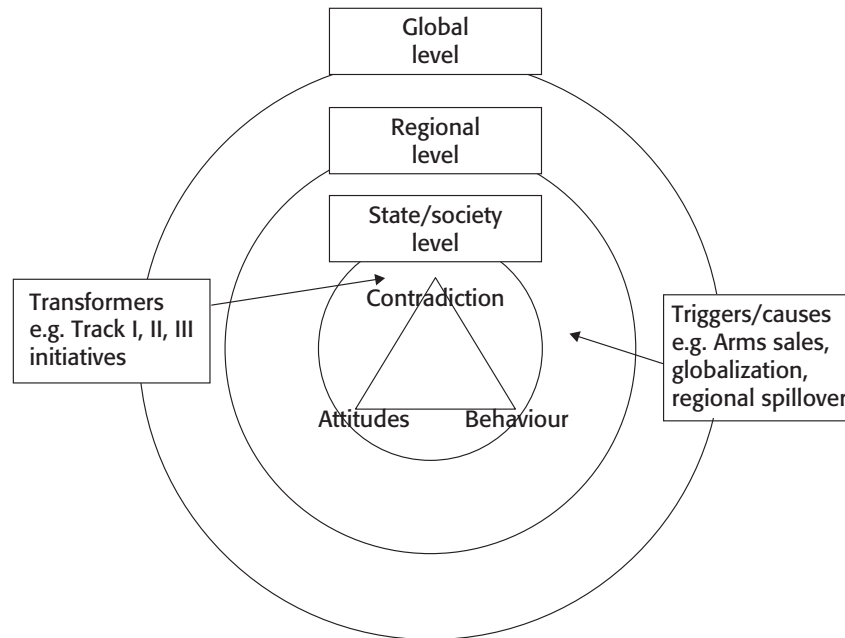 Global
level
Regional
level
State/society
level
Transformers
e.g. Track I, II, III
initiatives
Contradiction
Triggers/causes
e.g. Arms sales,
globalization,
regional spillover
Attitudes
Behaviour